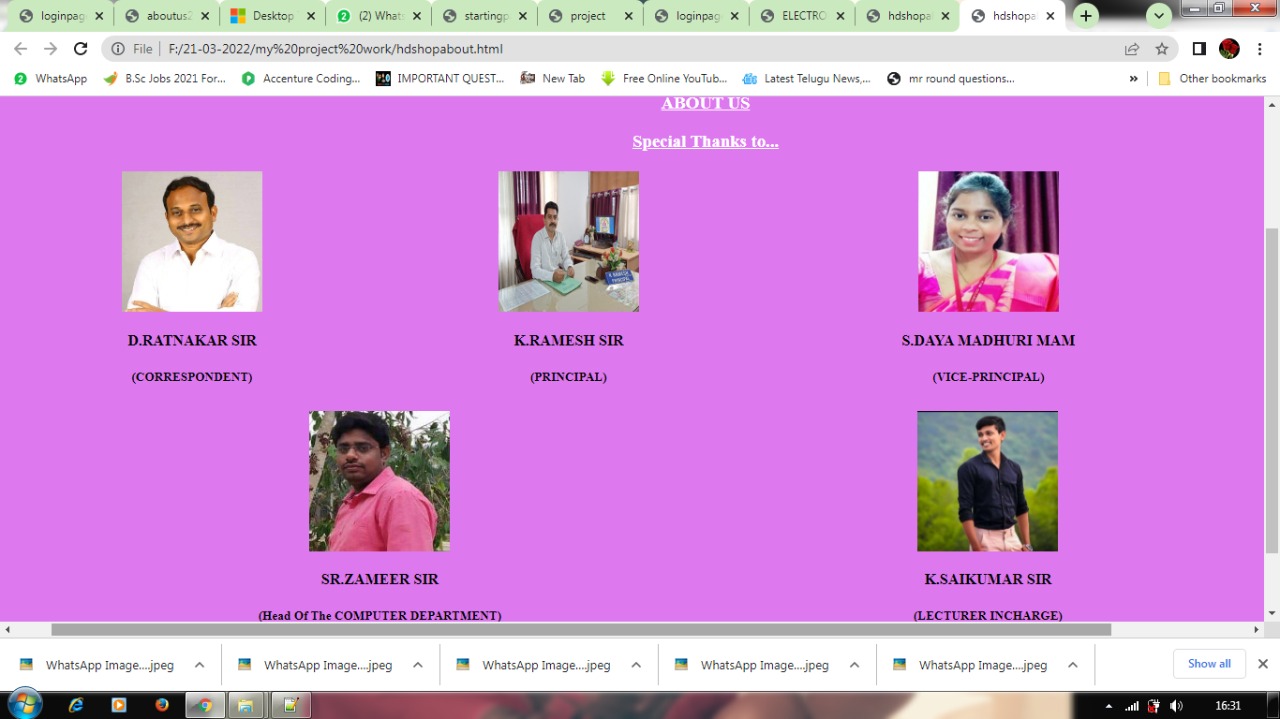 loginpag
aboutus2
Desktop
(2) What
startingp
project
loginpag
ELECTRO
hdshopa
hdshopa
File
F:/21-03-2022/my%20project%20work/hdshopabout.html
WhatsApp
B.Sc Jobs 2021 For...
Accenture Coding...
IMPORTANT QUEST...
New Tab
Free Online YouTub...
Latest Telugu News,...
mr round questions...
»
Other bookmarks
ABOUT US
Special Thanks to...
K.RAMESH
PRINCIPAL
D.RATNAKAR SIR
K.RAMESH SIR
S.DAYA MADHURI MAM
(CORRESPONDENT)
(PRINCIPAL)
(VICE-PRINCIPAL)
SR.ZAMEER SIR
K.SAIKUMAR SIR
(Head Of The COMPUTER DEPARTMENT)
(LECTURER INCHARGE)
WhatsApp Image....jpeg
WhatsApp Image....jpeg
WhatsApp Image....jpeg
WhatsApp Image....jpeg
WhatsApp Image....jpeg
Show all
16:31